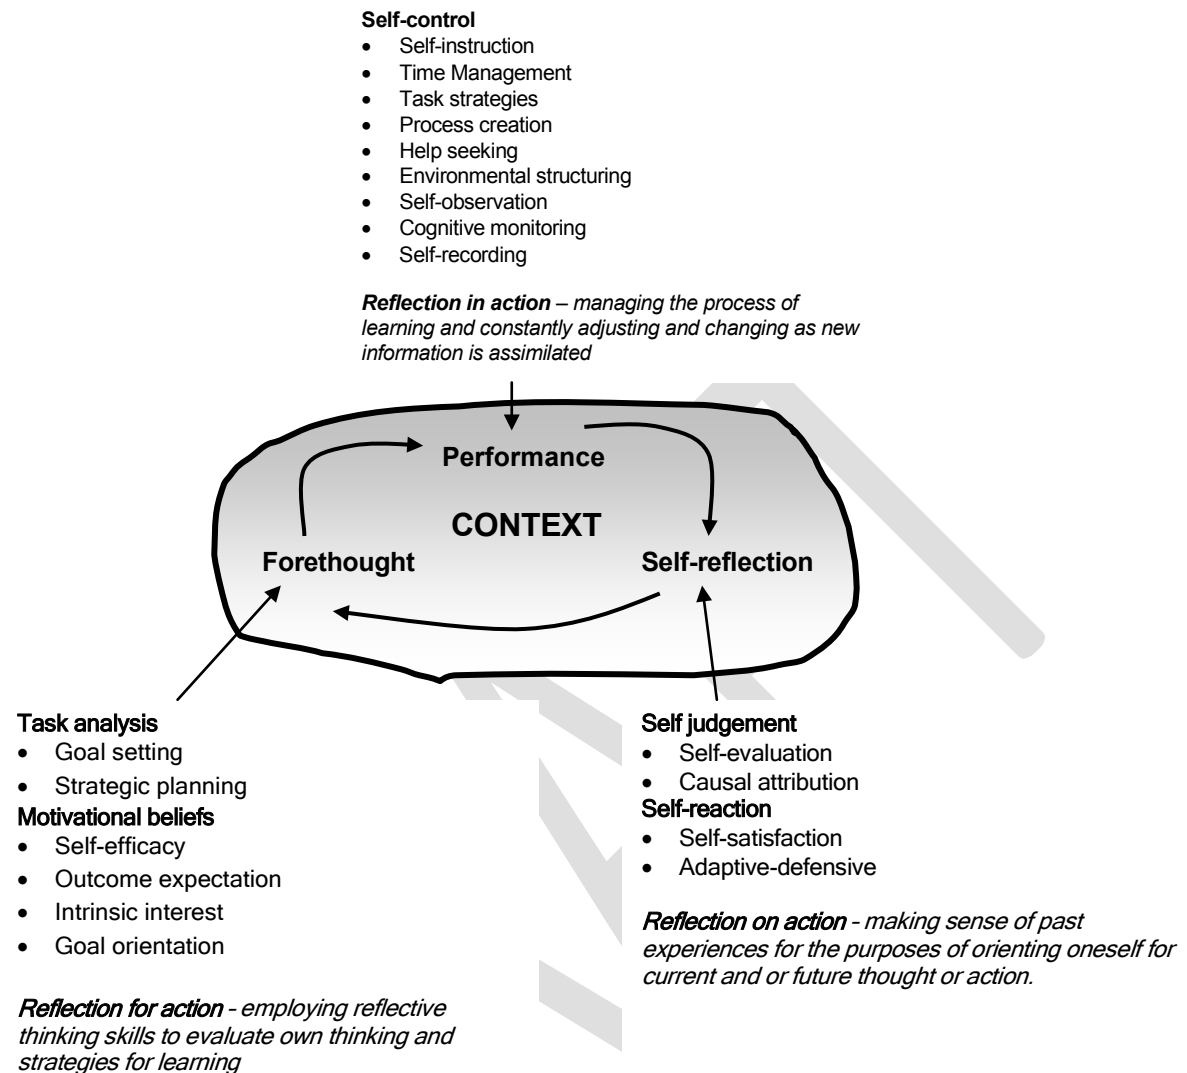 Self-control
• Self-instruction
• Time Management
• Task strategies
• Process creation
• Help seeking
• Environmental structuring
• Self-observation
• Cognitive monitoring
• Self-recording
Reflection in action – managing the process of
learning and constantly adjusting and changing as new
information is assimilated
Performance
CONTEXT
Forethought
Self-reflection
Task analysis
• Goal setting
• Strategic planning
Motivational beliefs
• Self-efficacy
• Outcome expectation
• Intrinsic interest
• Goal orientation
Reflection for action - employing reflective
thinking skills to evaluate own thinking and
strategies for learning
Self judgement
• Self-evaluation
• Causal attribution
Self-reaction
• Self-satisfaction
• Adaptive-defensive
Reflection on action - making sense of past
experiences for the purposes of orienting oneself for
current and or future thought or action.